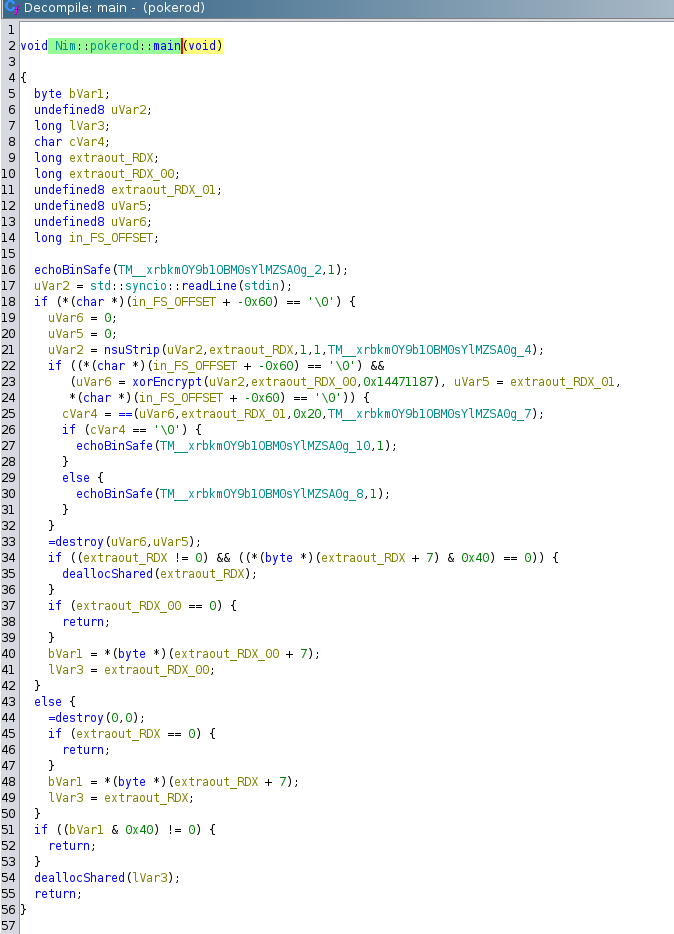 Decompile: main - (pokerod)
1
2 void Nim::pokerod::main(void)
3
4 {
5 byte bVar1;
6 undefined8 uVar2;
7 long lVar3;
8 char cVar4;
9 long extraout_RDX;
10 long extraout_RDX_00;
11 undefined8 extraout_RDX_01;
12 undefined8 uVar5;
13 undefined8 uVar6;
14 long in_FS_OFFSET;
15
16 echoBinSafe(TM__xrbkmOY9b1OBM0sYlMZSA0g_2,1);
17 uVar2 = std::syncio::readLine(stdin);
18 if (*(char *)(in_FS_OFFSET + -0x60) == '\0') {
19 uVar6 = 0;
20 uVar5 = 0;
21 uVar2 = nsuStrip(uVar2,extraout_RDX,1,1,TM__xrbkmOY9b1OBM0sYlMZSA0g_4);
22 if ((*(char *)(in_FS_OFFSET + -0x60) == '\0') &&
23 (uVar6 = xorEncrypt(uVar2,extraout_RDX_00,0x14471187), uVar5 = extraout_RDX_01,
24 *(char *)(in_FS_OFFSET + -0x60) == '\0')) {
25 cVar4 = ==(uVar6,extraout_RDX_01,0x20,TM__xrbkmOY9b1OBM0sYlMZSA0g_7);
26 if (cVar4 == '\0') {
27 echoBinSafe(TM__xrbkmOY9b1OBM0sYlMZSA0g_10,1);
28 }
29 else {
30 echoBinSafe(TM__xrbkmOY9b1OBM0sYlMZSA0g_8,1);
31 }
32 }
33 =destroy(uVar6,uVar5);
34 if ((extraout_RDX != 0) && ((*(byte *)(extraout_RDX + 7) & 0x40) == 0)) {
35 deallocShared(extraout_RDX);
36 }
37 if (extraout_RDX_00 == 0) {
38 return;
39 }
40 bVar1 = *(byte *)(extraout_RDX_00 + 7);
41 lVar3 = extraout_RDX_00;
42 }
43 else {
44 =destroy(0,0);
45 if (extraout_RDX == 0) {
46 return;
47 }
48 bVar1 = *(byte *)(extraout_RDX + 7);
49 lVar3 = extraout_RDX;
50 }
51 if ((bVar1 & 0x40) != 0) {
52 return;
53 }
54 deallocShared(lVar3);
55 return;
56 }
57